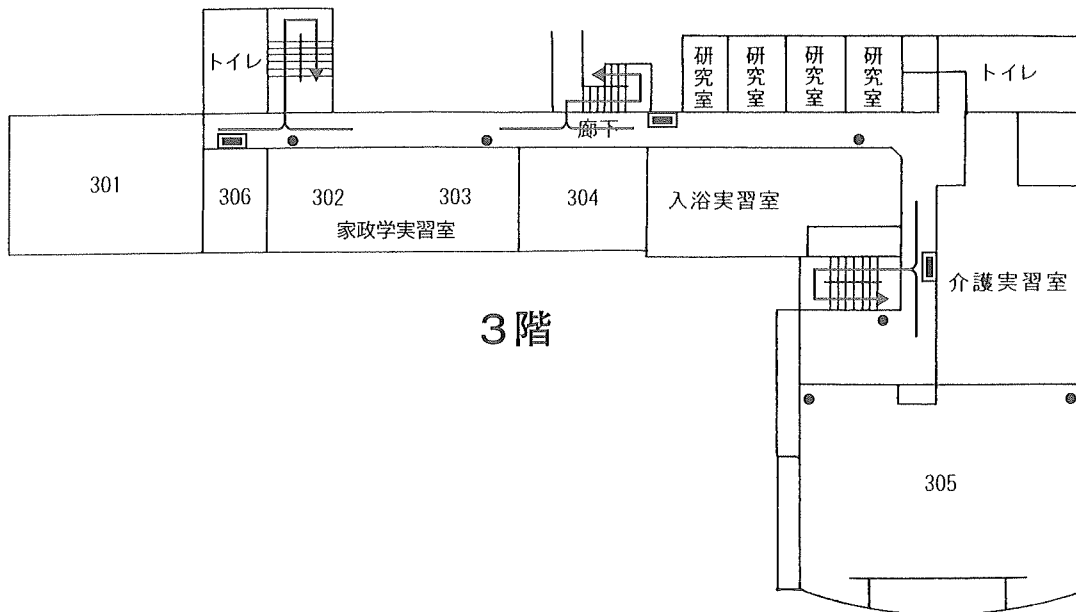 トイレ
研究室
研究室
研究室
研究室
トイレ
廊下
301
306
302
303
家政学実習室
304
入浴実習室
介護実習室
3階
305